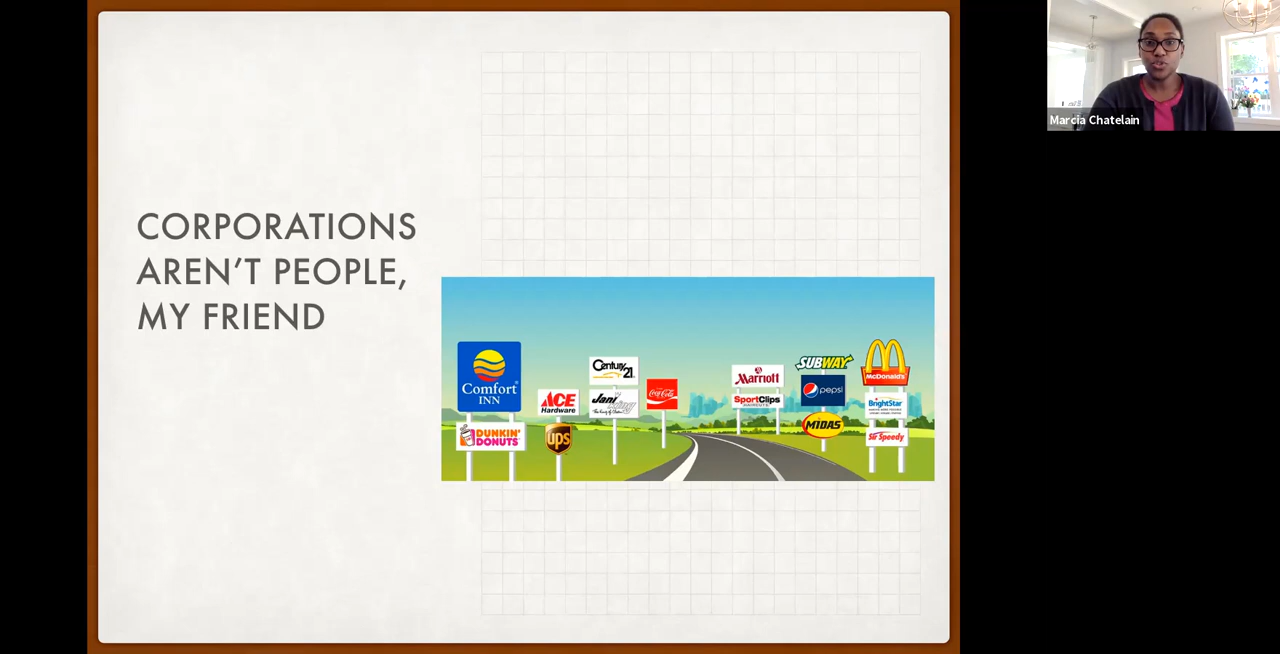 CORPORATIONS
AREN'T PEOPLE,
MY FRIEND
Comfort
INN
DUNKIN'
DONUTS
ACE
Hardware
ups
Century
21
Jani
King
Coca-Cola
Marriott
SportClips
HAIRCUTS
SUBWAY
pepsi
MIDAS
McDonald's
BrightStar
Sir Speedy
Marcia Chatelain